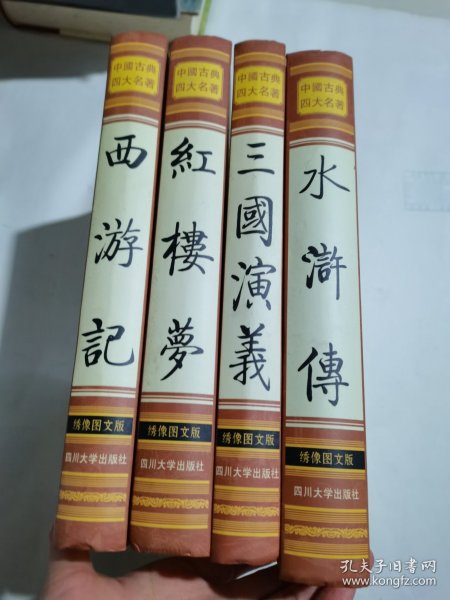 中國古典
四大名著
西游記
绣像图文版
四川大学出版社
中國古典
四大名著
紅樓夢
绣像图文版
四川大学出版社
中國古典
四大名著
三國演義
绣像图文版
四川大学出版社
中國古典
四大名著
水滸傳
绣像图文版
四川大学出版社
孔夫子旧书网
www.kongfz.com